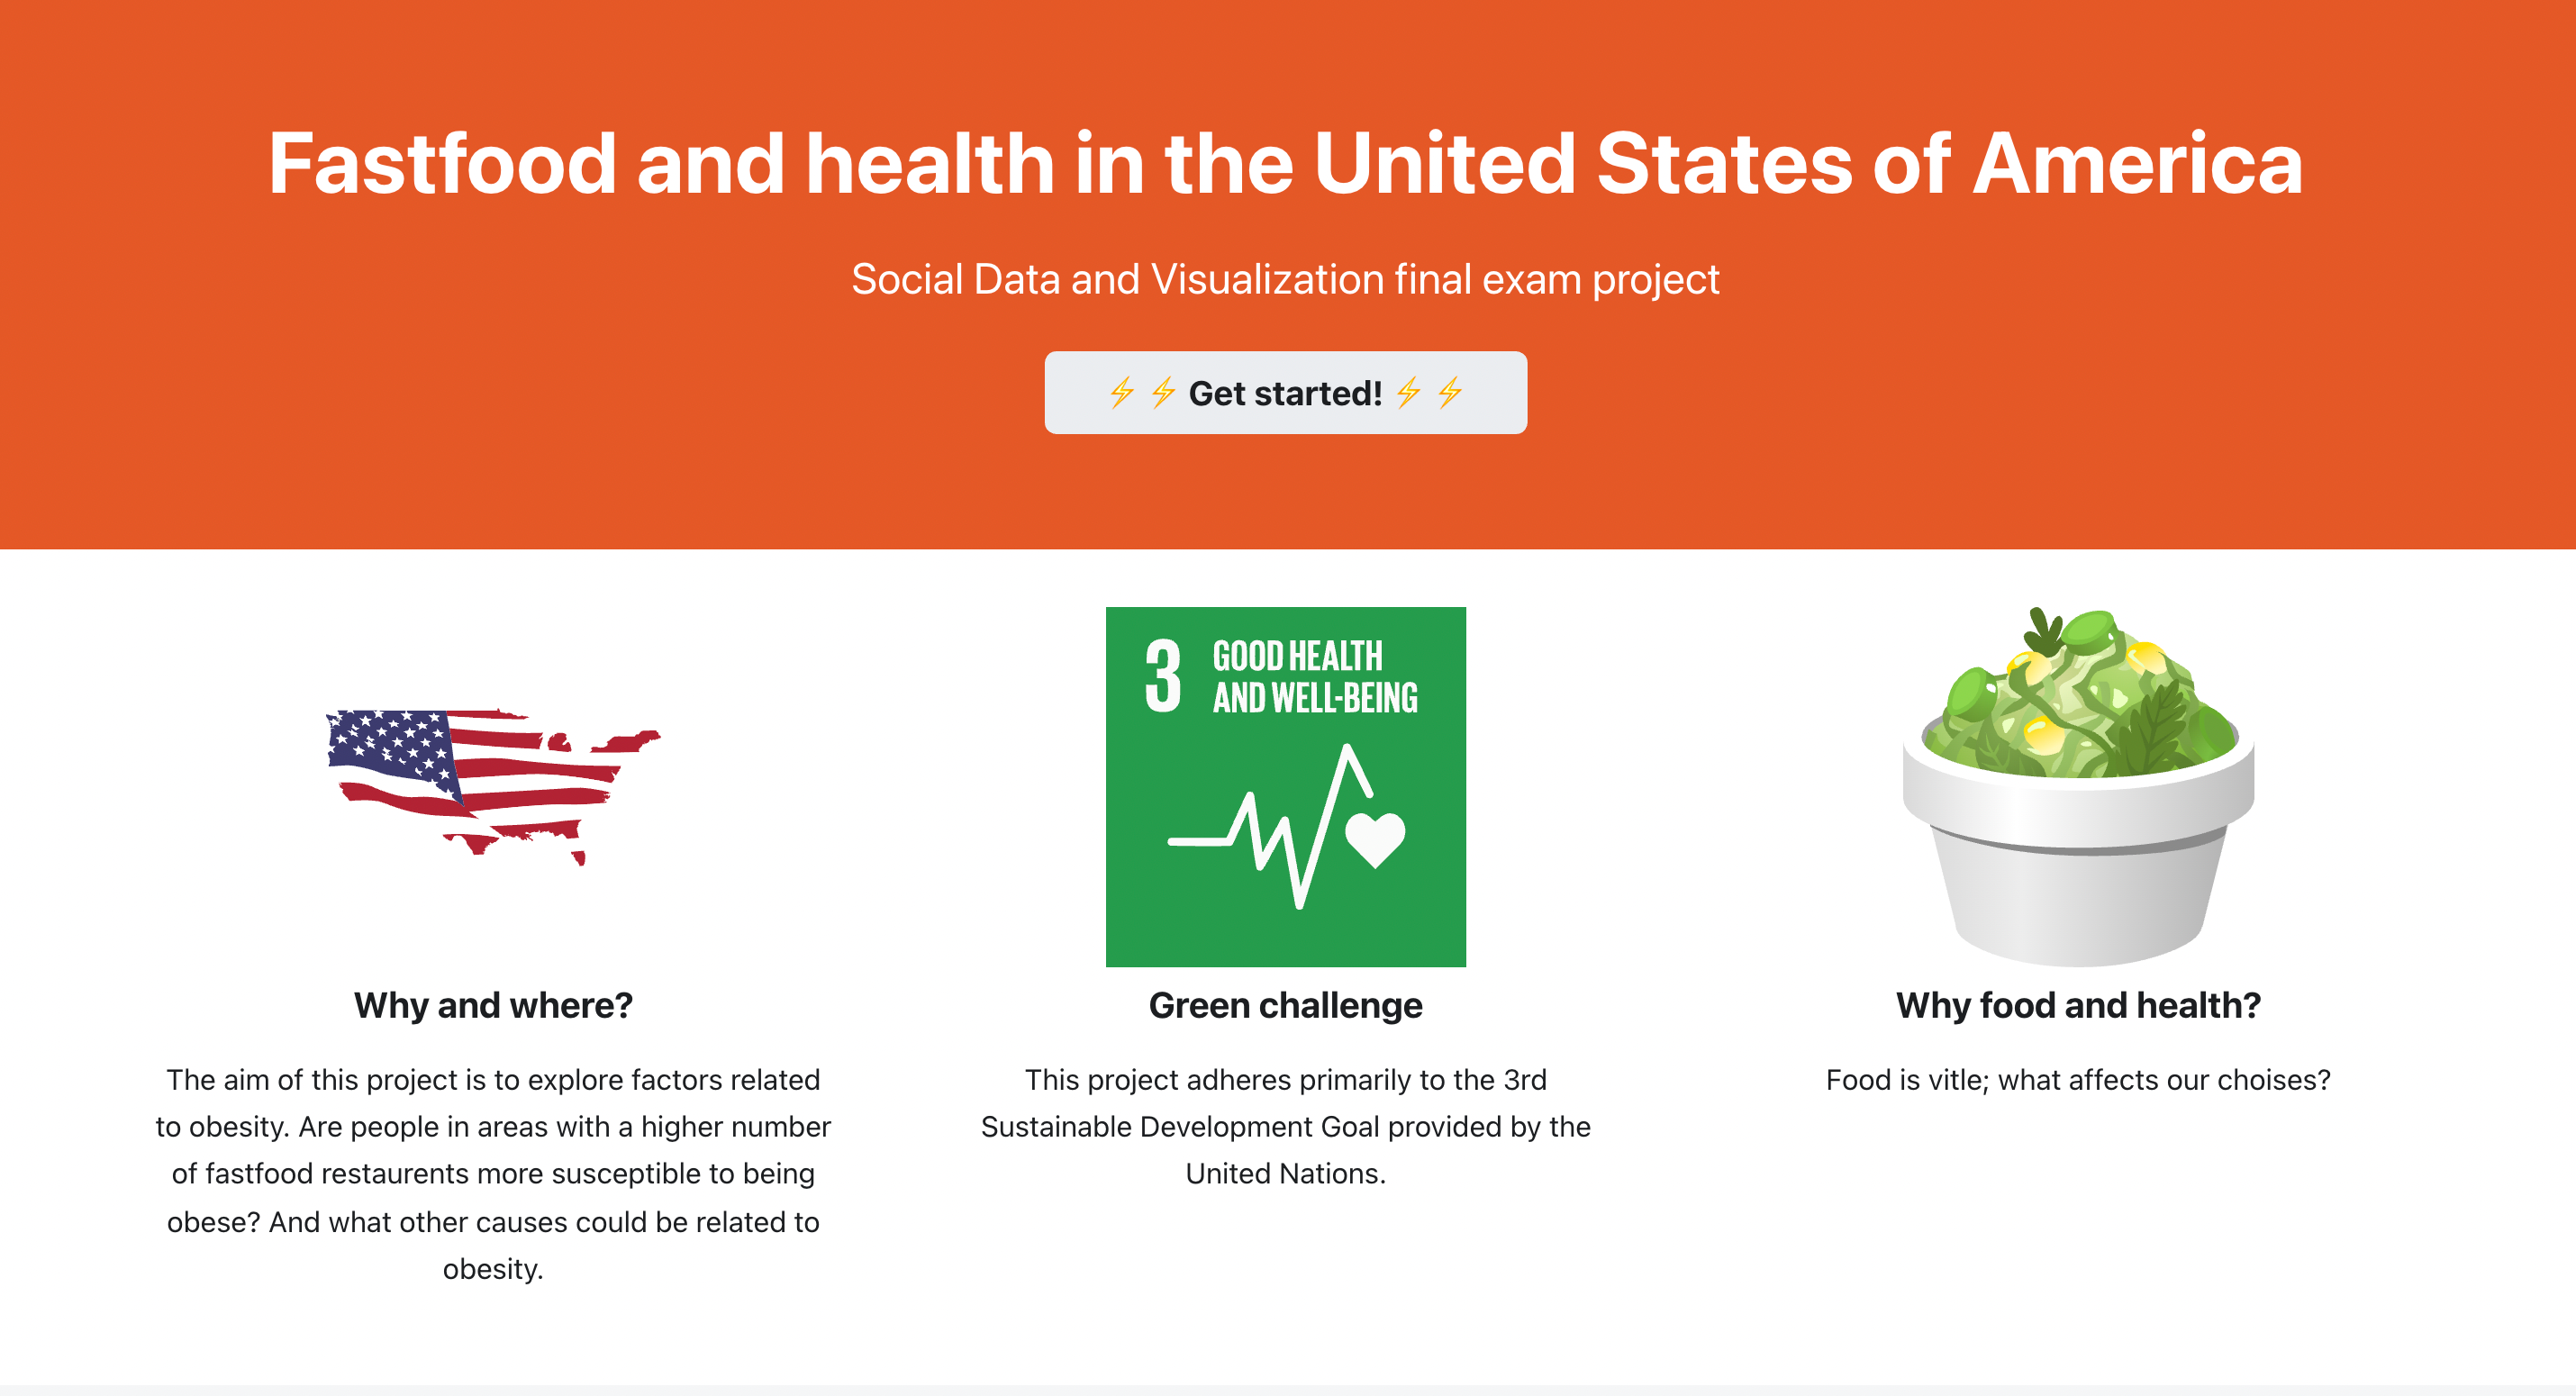 Fastfood and health in the United States of America
Social Data and Visualization final exam project
⚡️ ⚡️ Get started! ⚡️ ⚡️
3 GOOD HEALTH
AND WELL-BEING
Why and where?
The aim of this project is to explore factors related
to obesity. Are people in areas with a higher number
of fastfood restaurents more susceptible to being
obese? And what other causes could be related to
obesity.
Green challenge
This project adheres primarily to the 3rd
Sustainable Development Goal provided by the
United Nations.
Why food and health?
Food is vitle; what affects our choises?